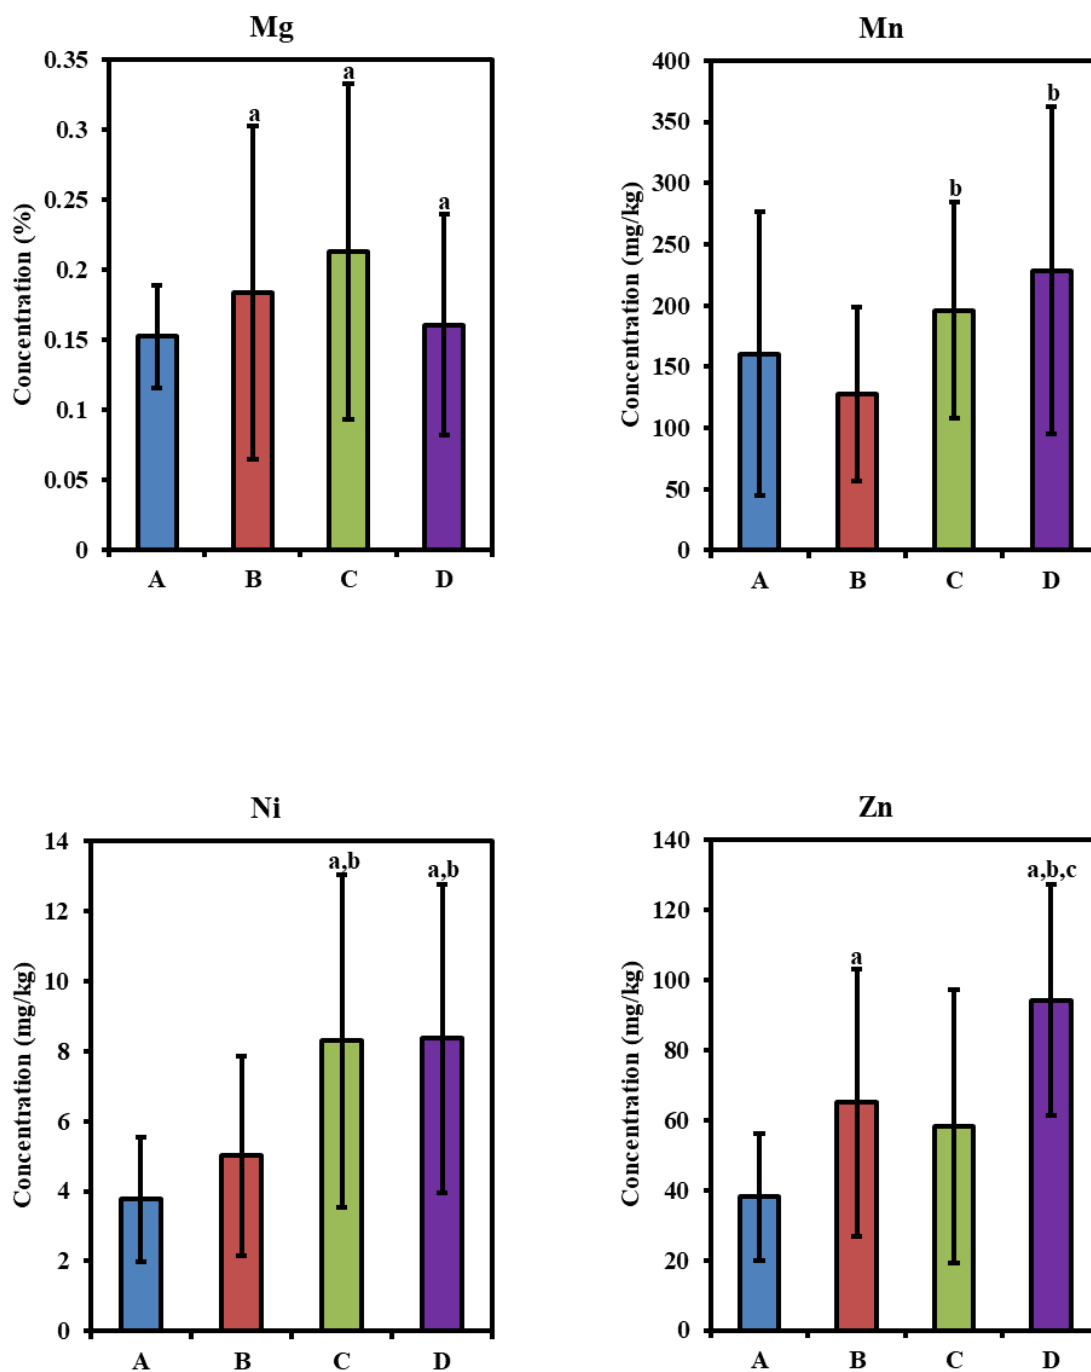 Mg
Concentration (%)
0.35
0.3
0.25
0.2
0.15
0.1
0.05
0
a
a
a
A B C D
Mn
Concentration (mg/kg)
400
350
300
250
200
150
100
50
0
b
b
A B C D
Ni
Concentration (mg/kg)
14
12
10
8
6
4
2
0
a,b
a,b
A B C D
Zn
Concentration (mg/kg)
140
120
100
80
60
40
20
0
a
a,b,c
A B C D